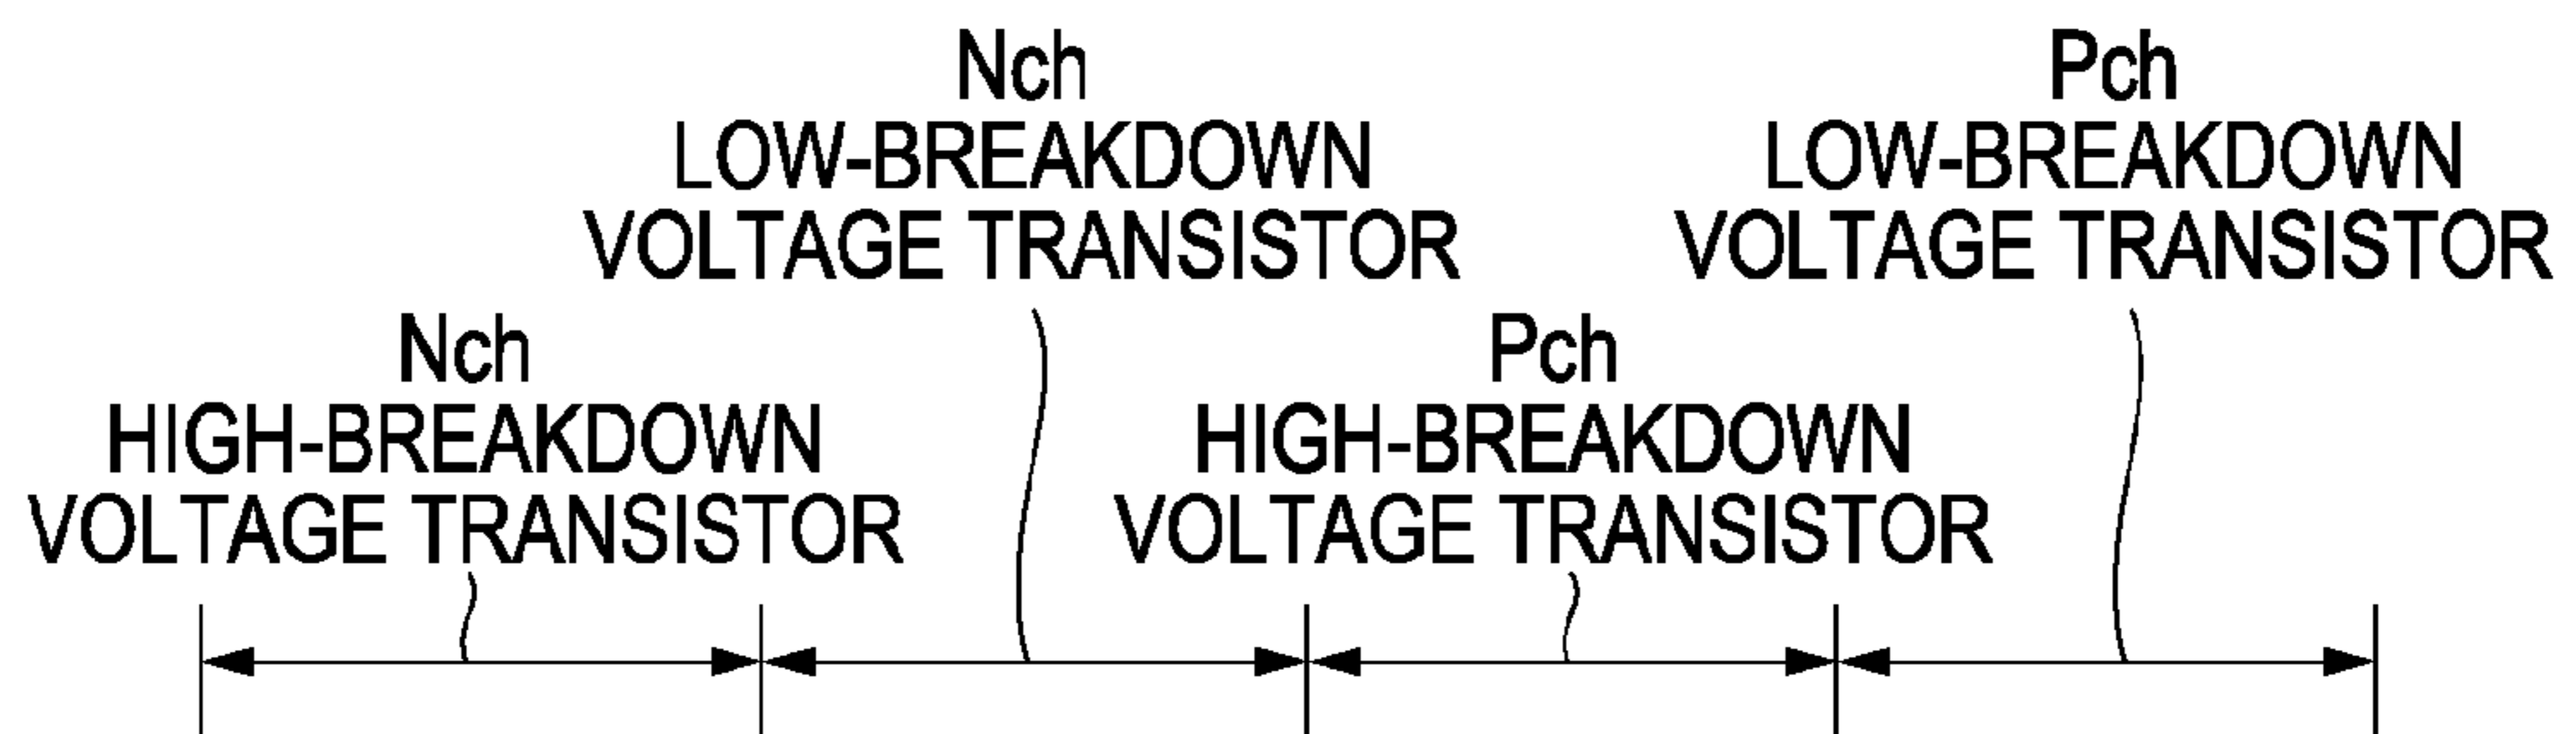 Nch
LOW-BREAKDOWN
VOLTAGE TRANSISTOR
Pch
LOW-BREAKDOWN
VOLTAGE TRANSISTOR
Nch
HIGH-BREAKDOWN
VOLTAGE TRANSISTOR
Pch
HIGH-BREAKDOWN
VOLTAGE TRANSISTOR